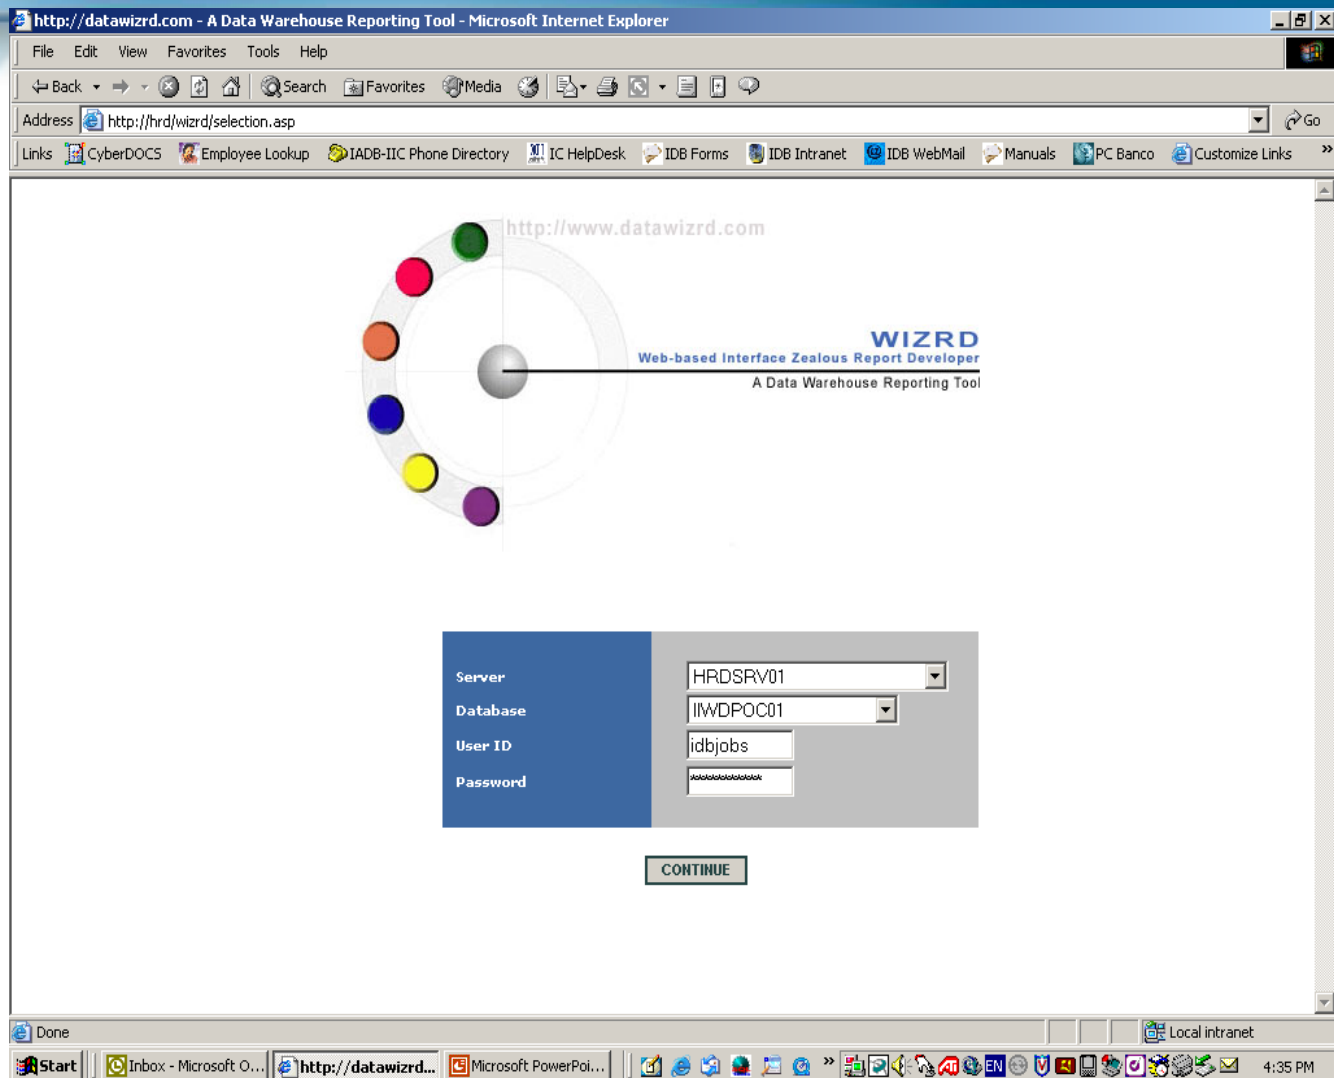 http://datawizrd.com - A Data Warehouse Reporting Tool - Microsoft Internet Explorer
File Edit View Favorites Tools Help
Back Search Favorites Media
Address http://hrd/wizrd/selection.asp Go
Links CyberDOCS Employee Lookup IADB-IIC Phone Directory IC HelpDesk IDB Forms IDB Intranet IDB WebMail Manuals PC Banco Customize Links »
http://www.datawizrd.com
WIZRD
Web-based Interface Zealous Report Developer
A Data Warehouse Reporting Tool
Server HRDSRV01
Database IIWDPOC01
User ID idbjobs
Password ************
CONTINUE
Done Local intranet
Start Inbox - Microsoft O... http://datawizrd... Microsoft PowerPoi... » EN 4:35 PM